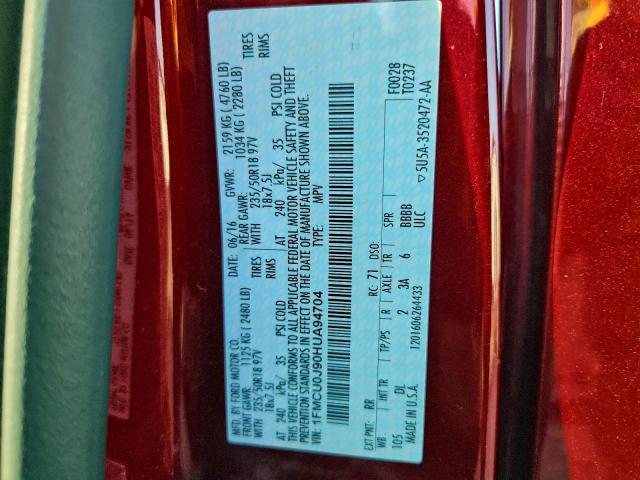 MFD. BY FORD MOTOR CO.
DATE: 06/16 GVWR: 2159 KG ( 4760 LB)
FRONT GAWR: 1125 KG ( 2480 LB) REAR GAWR: 1034 KG ( 2280 LB)
WITH 235/50R18 97V TIRES WITH 235/50R18 97V TIRES
18x7.5J RIMS 18x7.5J RIMS
AT 240 kPa/ 35 PSI COLD AT 240 kPa/ 35 PSI COLD
THIS VEHICLE CONFORMS TO ALL APPLICABLE FEDERAL MOTOR VEHICLE SAFETY AND THEFT
PREVENTION STANDARDS IN EFFECT ON THE DATE OF MANUFACTURE SHOWN ABOVE.
VIN: 1FMCU0J90HUA94704 TYPE: MPV
EXT PNT: RR RC: 71 DSO: F0028
T0237
WB INT TR TP/PS R AXLE TR SPR
105 DL 2 3A 6 BBBB
ULC
MADE IN U.S.A. 1201606264433 ▽5U5A-3520472-AA